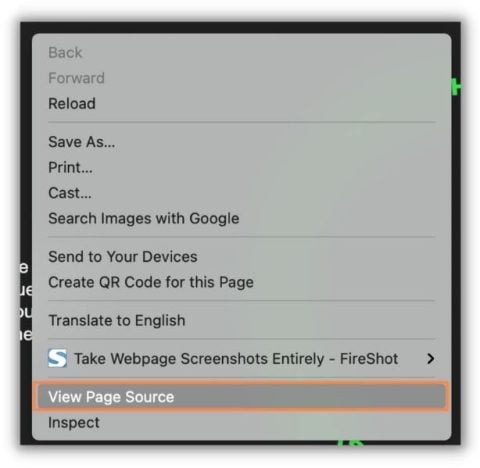 Back
Forward
Reload
Save As...
Print...
Cast...
Search Images with Google
Send to Your Devices
Create QR Code for this Page
Translate to English
Take Webpage Screenshots Entirely - FireShot
View Page Source
Inspect